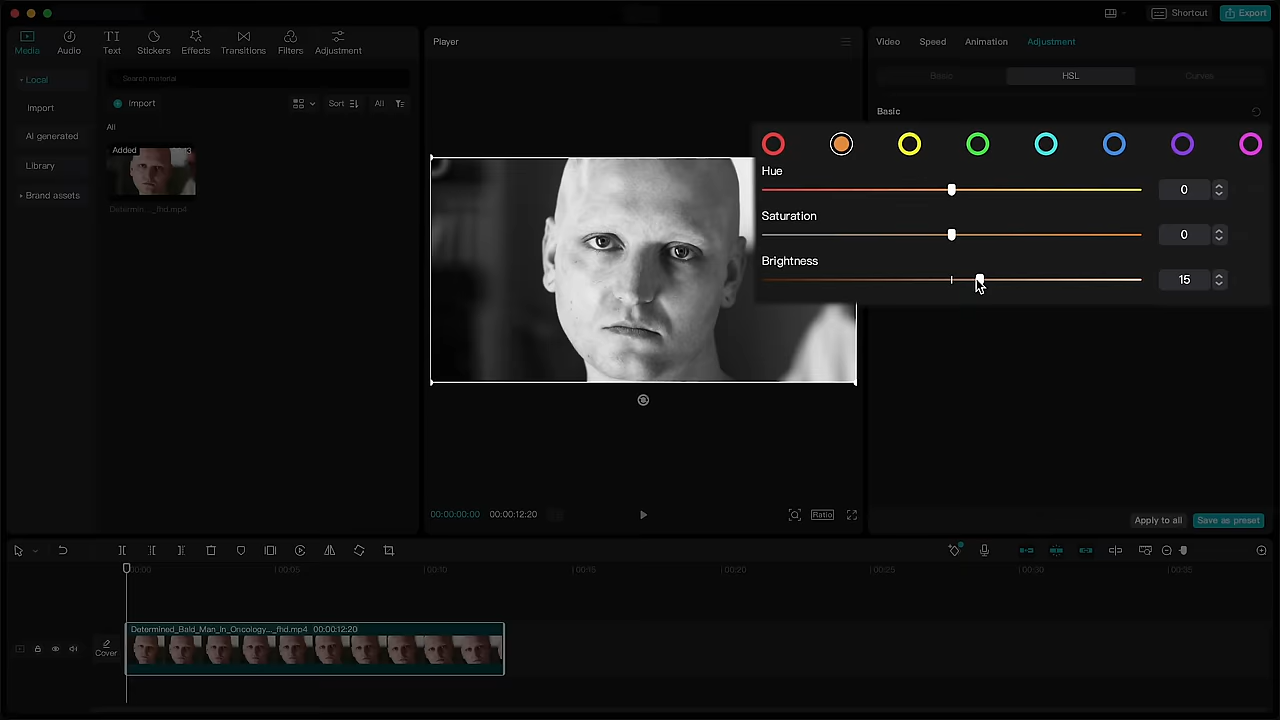 Shortcut
Export
Media
Audio
Text
Stickers
Effects
Transitions
Filters
Adjustment
Local
Import
AI generated
Library
Brand assets
Search material
Import
Sort
All
All
Added
Determin..._fhd.mp4
Player
00:00:00:00
00:00:12:20
Ratio
Video
Speed
Animation
Adjustment
Basic
HSL
Curves
Basic
Hue
0
Saturation
0
Brightness
15
Apply to all
Save as preset
00:00
00:05
00:10
00:15
00:20
00:25
00:30
00:35
Cover
Determined_Bald_Man_In_Oncology..._fhd.mp4 00:00:12:20